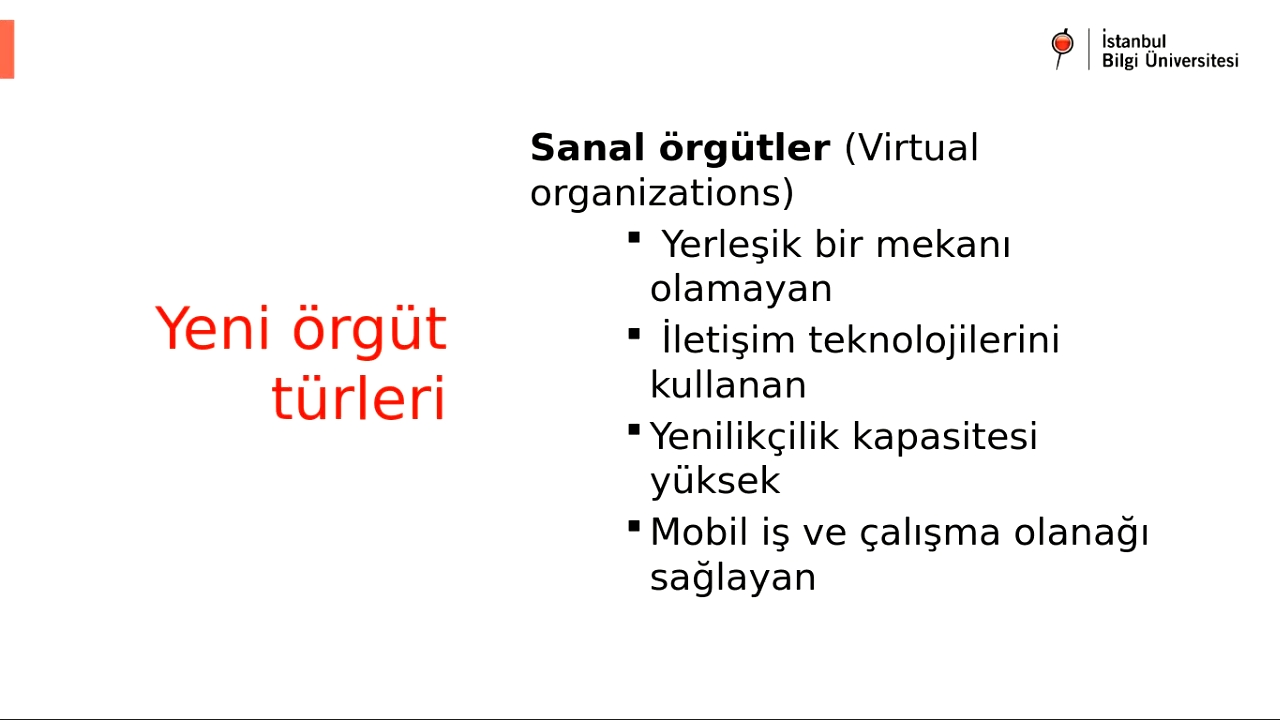 İstanbul
Bilgi Üniversitesi
Yeni örgüt
türleri
Sanal örgütler (Virtual
organizations)
▪ Yerleşik bir mekanı
olamayan
▪ İletişim teknolojilerini
kullanan
▪ Yenilikçilik kapasitesi
yüksek
▪ Mobil iş ve çalışma olanağı
sağlayan